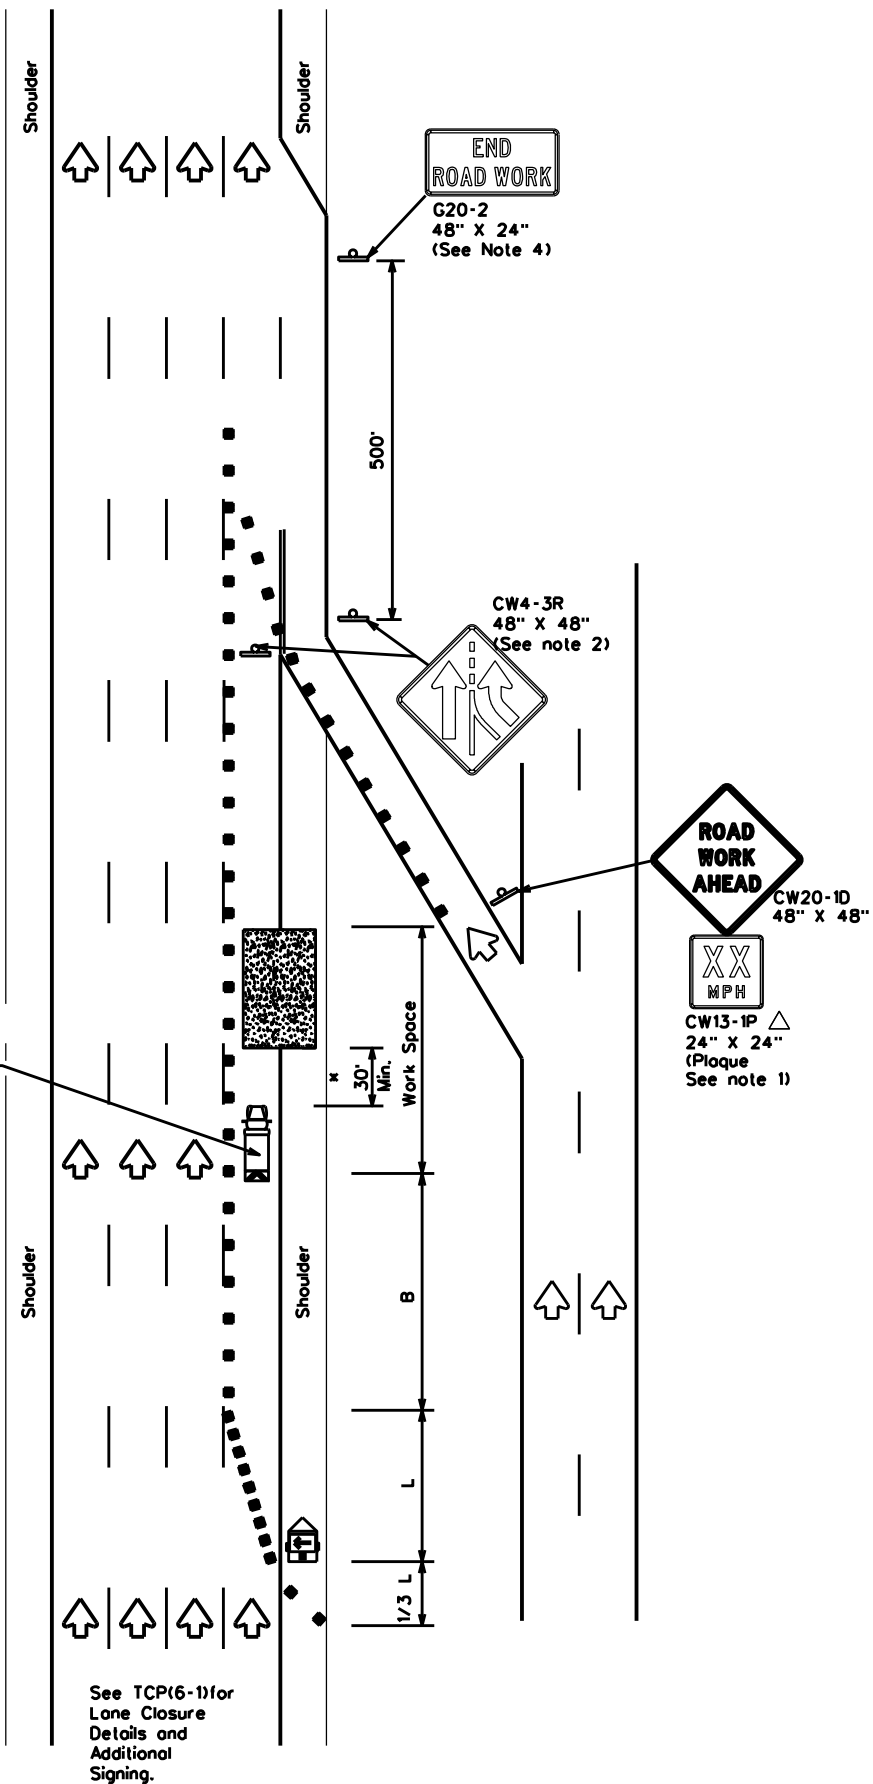 Shoulder
Shoulder
END
ROAD WORK
G20-2
48" X 24"
(See Note 4)
500'
CW4-3R
48" X 48"
(See note 2)
ROAD
WORK
AHEAD
CW20-1D
48" X 48"
XX
MPH
CW13-1P △
24" X 24"
(Plaque
See note 1)
Work Space
*
30'
Min.
Shoulder
Shoulder
B
L
1/3 L
See TCP(6-1)for
Lane Closure
Details and
Additional
Signing.